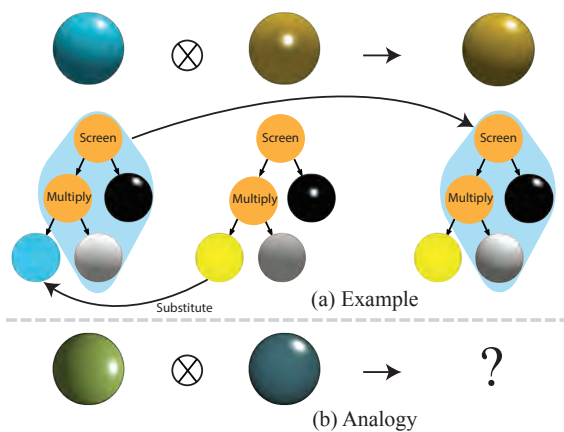 Screen
Screen
Screen
Multiply
Multiply
Multiply
Substitute
(a) Example
?
(b) Analogy